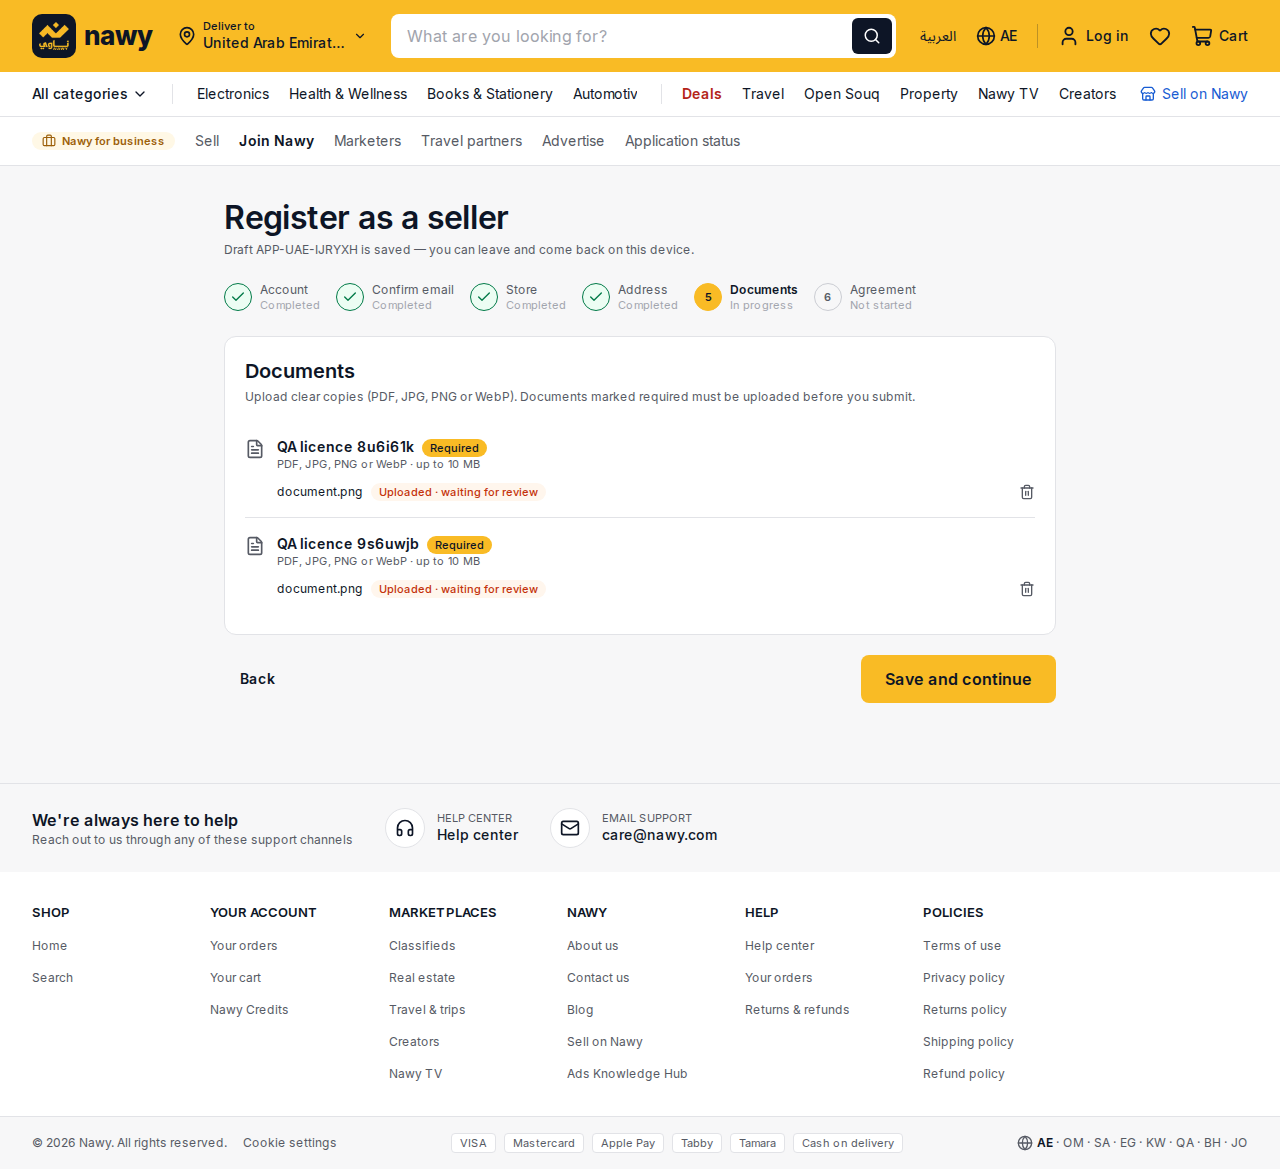 ناوي
NAWY
nawy
Deliver to
United Arab Emirat...
What are you looking for?
العربية
AE
Log in
Cart
All categories
Electronics
Health & Wellness
Books & Stationery
Automotiv
Deals
Travel
Open Souq
Property
Nawy TV
Creators
Sell on Nawy
Nawy for business
Sell
Join Nawy
Marketers
Travel partners
Advertise
Application status
Register as a seller
Draft APP-UAE-IJRYXH is saved — you can leave and come back on this device.
Account
Completed
Confirm email
Completed
Store
Completed
Address
Completed
5
Documents
In progress
6
Agreement
Not started
Documents
Upload clear copies (PDF, JPG, PNG or WebP). Documents marked required must be uploaded before you submit.
QA licence 8u6i61k
Required
PDF, JPG, PNG or WebP · up to 10 MB
document.png
Uploaded · waiting for review
QA licence 9s6uwjb
Required
PDF, JPG, PNG or WebP · up to 10 MB
document.png
Uploaded · waiting for review
Back
Save and continue
We're always here to help
Reach out to us through any of these support channels
HELP CENTER
Help center
EMAIL SUPPORT
care@nawy.com
SHOP
Home
Search
YOUR ACCOUNT
Your orders
Your cart
Nawy Credits
MARKETPLACES
Classifieds
Real estate
Travel & trips
Creators
Nawy TV
NAWY
About us
Contact us
Blog
Sell on Nawy
Ads Knowledge Hub
HELP
Help center
Your orders
Returns & refunds
POLICIES
Terms of use
Privacy policy
Returns policy
Shipping policy
Refund policy
© 2026 Nawy. All rights reserved.
Cookie settings
VISA
Mastercard
Apple Pay
Tabby
Tamara
Cash on delivery
AE · OM · SA · EG · KW · QA · BH · JO